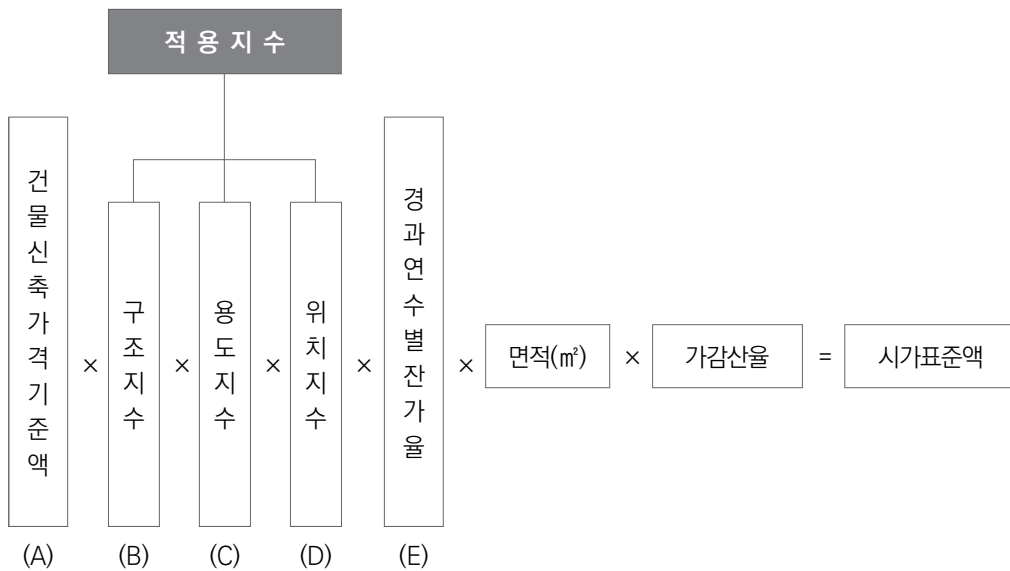 적용지수
건물신축가격기준액
×
구조지수
×
용도지수
×
위치지수
×
경과연수별잔가율
×
면적(㎡)
×
가감산율
=
시가표준액
(A)
(B)
(C)
(D)
(E)